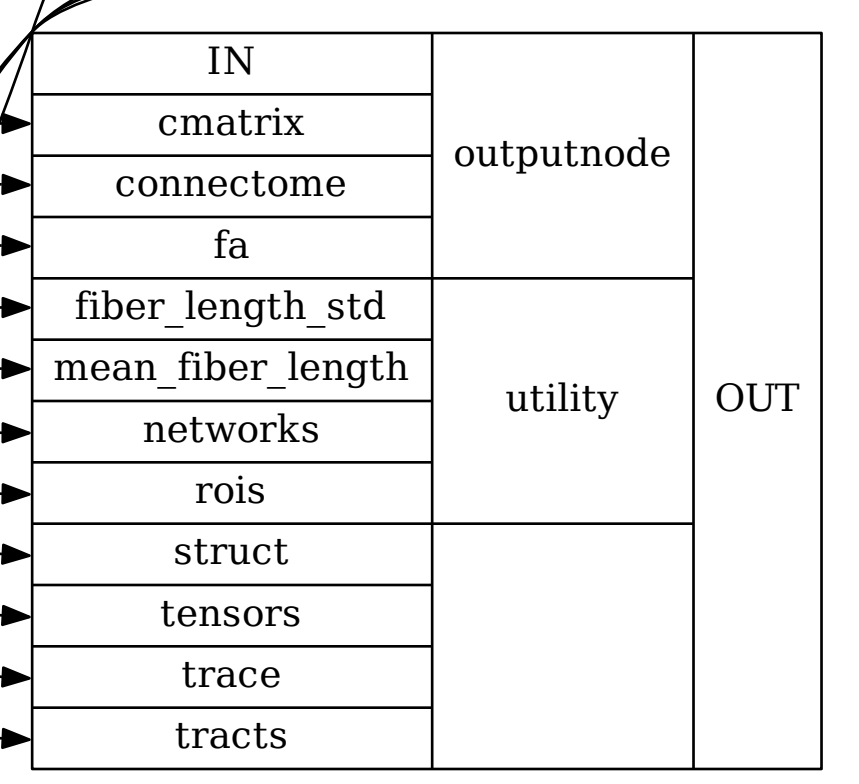 IN
cmatrix
connectome
fa
fiber_length_std
mean_fiber_length
networks
rois
struct
tensors
trace
tracts
outputnode
utility
OUT